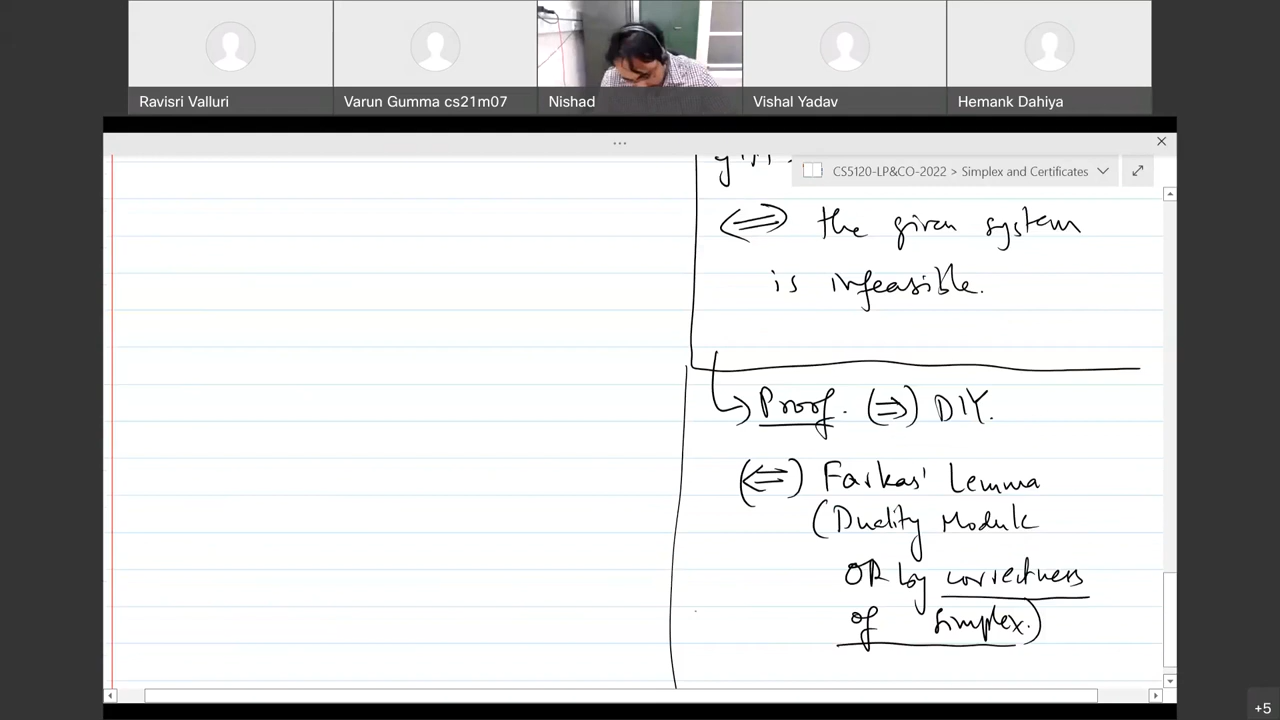 Ravisri Valluri
Varun Gumma cs21m07
Nishad
Vishal Yadav
Hemank Dahiya
...
CS5120-LP&CO-2022 > Simplex and Certificates
⟺ the given system
is infeasible.
Proof. (⇒) DIY.
(⇐) Farkas' Lemma
(Duality Module
OR by correctness
of simplex.)
+5